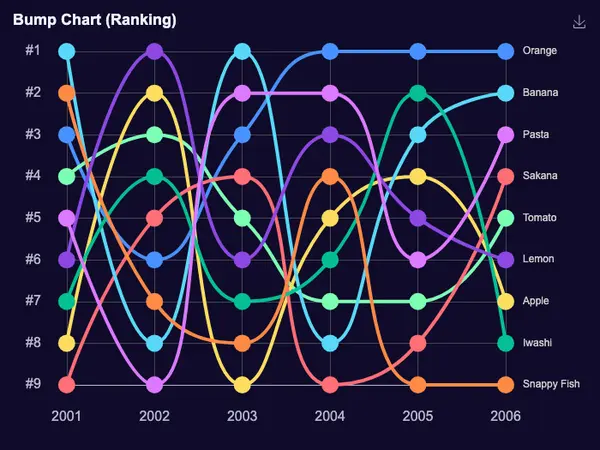 Bump Chart (Ranking)
#1
Orange
#2
Banana
#3
Pasta
#4
Sakana
#5
Tomato
#6
Lemon
#7
Apple
#8
Iwashi
#9
Snappy Fish
2001 2002 2003 2004 2005 2006